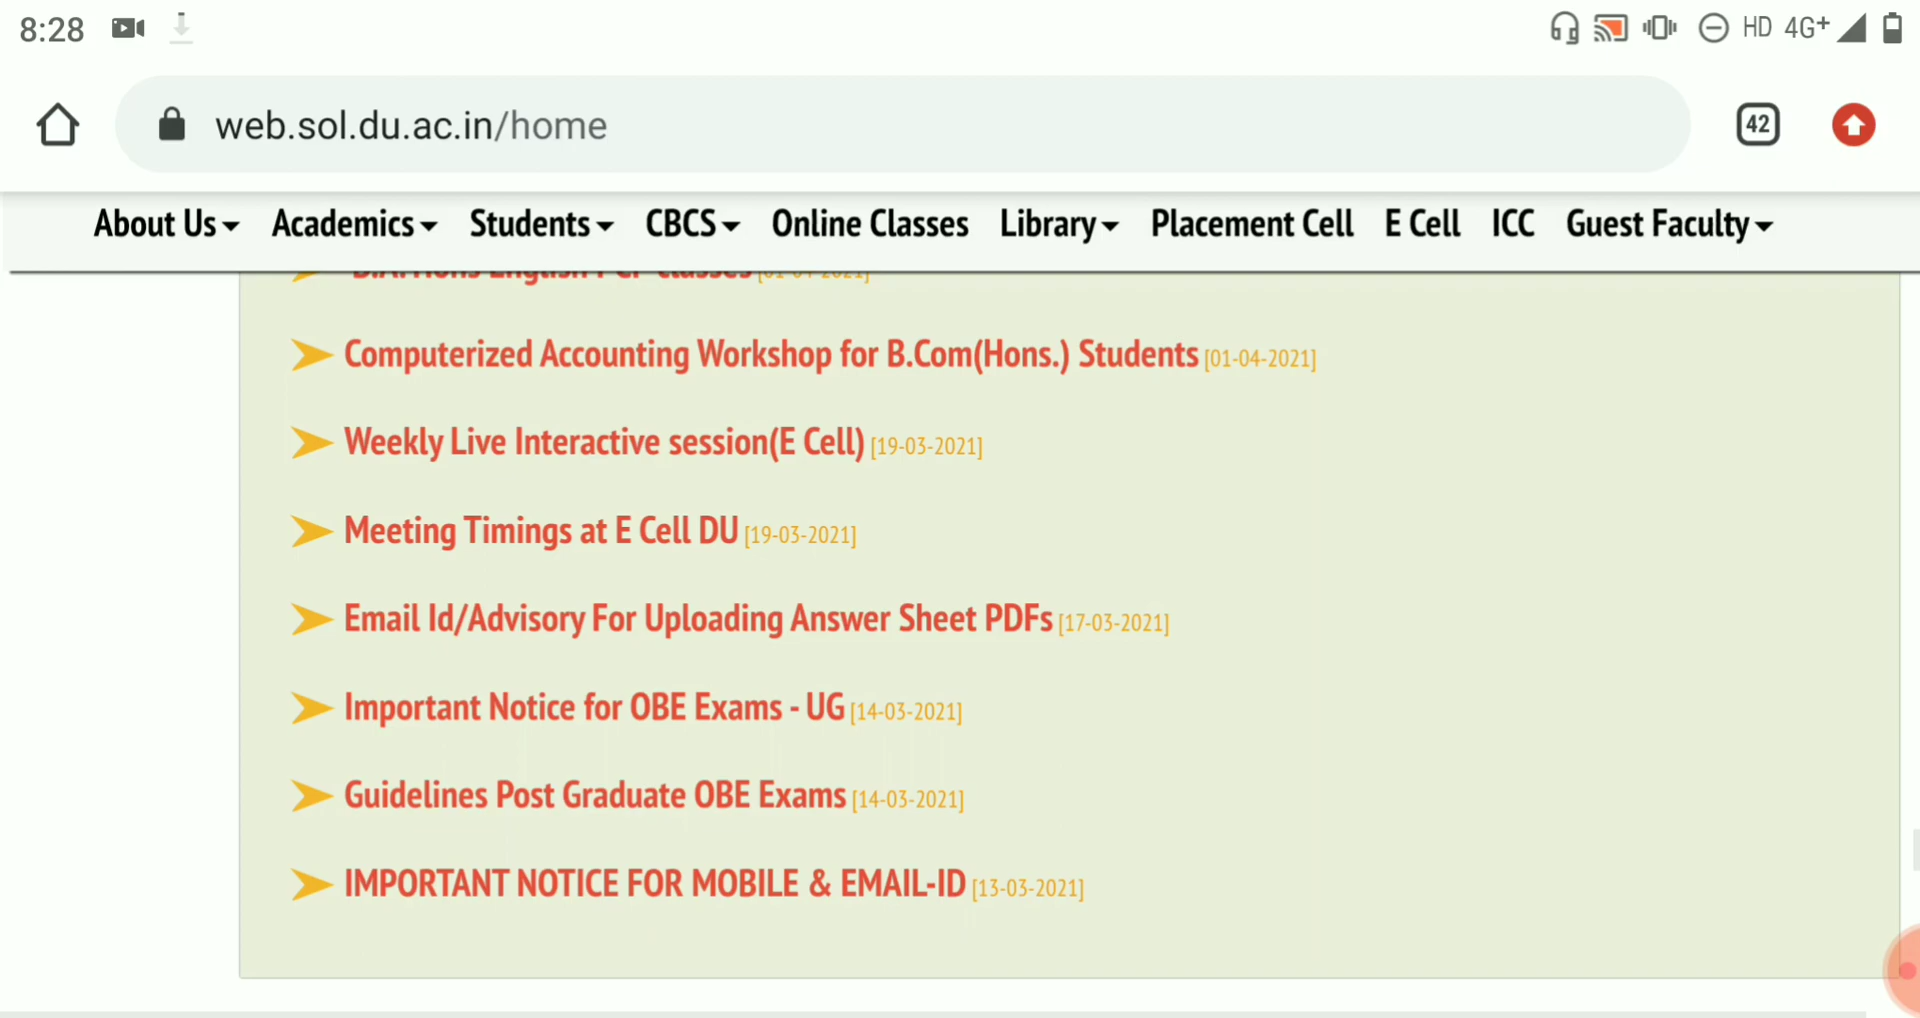 8:28 HD 4G+
web.sol.du.ac.in/home 42
About Us Academics Students CBCS Online Classes Library Placement Cell E Cell ICC Guest Faculty
Computerized Accounting Workshop for B.Com(Hons.) Students [01-04-2021]
Weekly Live Interactive session(E Cell) [19-03-2021]
Meeting Timings at E Cell DU [19-03-2021]
Email Id/Advisory For Uploading Answer Sheet PDFs [17-03-2021]
Important Notice for OBE Exams - UG [14-03-2021]
Guidelines Post Graduate OBE Exams [14-03-2021]
IMPORTANT NOTICE FOR MOBILE & EMAIL-ID [13-03-2021]